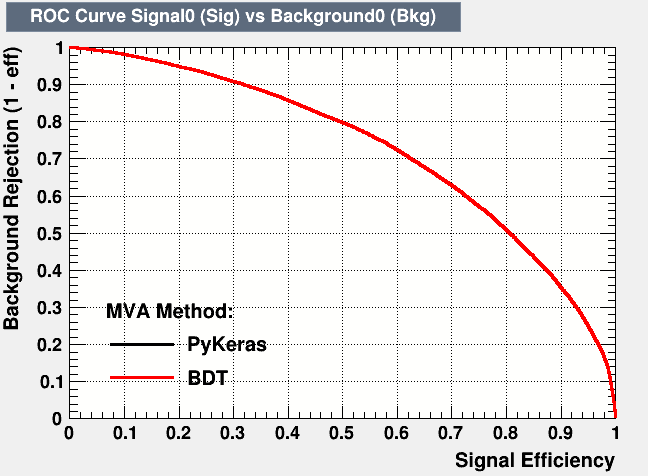 ROC Curve Signal0 (Sig) vs Background0 (Bkg)
Background Rejection (1 - eff)
1
0.9
0.8
0.7
0.6
0.5
0.4
0.3
0.2
0.1
0
MVA Method:
PyKeras
BDT
0 0.1 0.2 0.3 0.4 0.5 0.6 0.7 0.8 0.9 1
Signal Efficiency